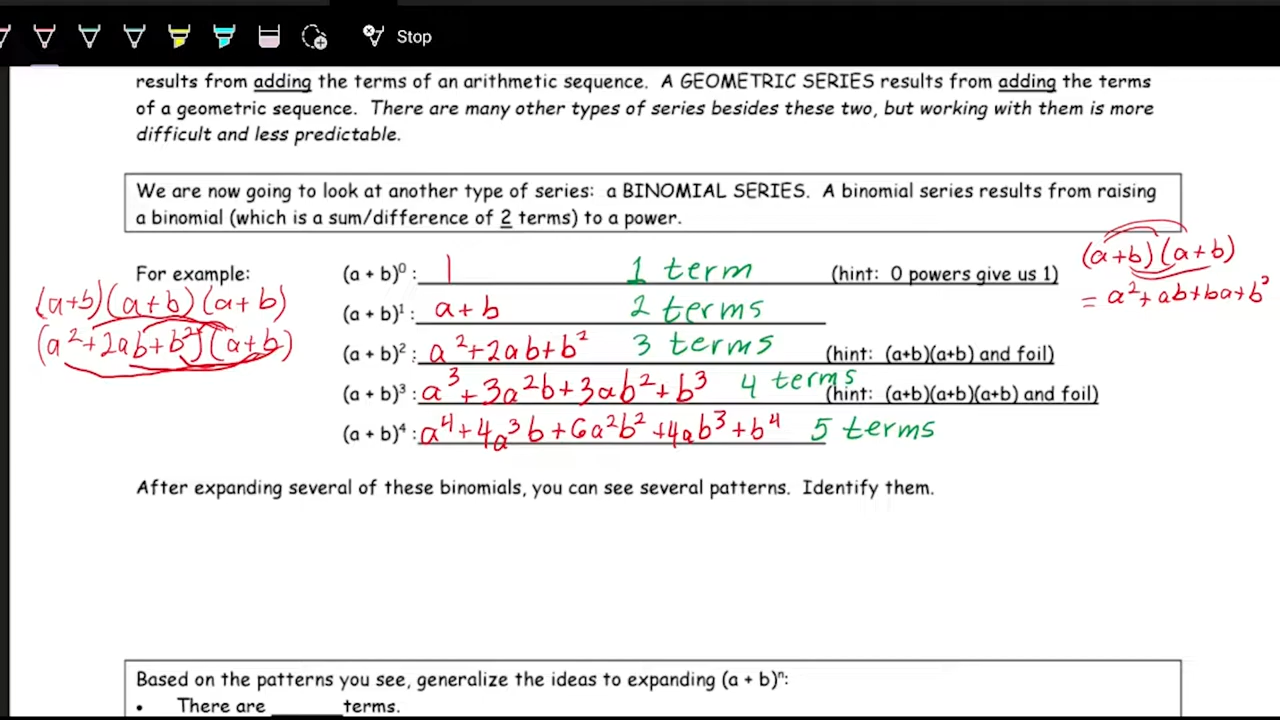 Stop
results from adding the terms of an arithmetic sequence. A GEOMETRIC SERIES results from adding the terms
of a geometric sequence. There are many other types of series besides these two, but working with them is more
difficult and less predictable.
We are now going to look at another type of series: a BINOMIAL SERIES. A binomial series results from raising
a binomial (which is a sum/difference of 2 terms) to a power.
(a+b)(a+b)
= a²+ab+ba+b²
For example: (a + b)⁰ : 1 1 term (hint: 0 powers give us 1)
(a+b)(a+b)(a+b)
(a + b)¹ : a+b 2 terms
(a²+2ab+b²)(a+b)
(a + b)² : a²+2ab+b² 3 terms (hint: (a+b)(a+b) and foil)
(a + b)³ : a³+3a²b+3ab²+b³ 4 terms (hint: (a+b)(a+b)(a+b) and foil)
(a + b)⁴ : a⁴+4a³b+6a²b²+4ab³+b⁴ 5 terms
After expanding several of these binomials, you can see several patterns. Identify them.
Based on the patterns you see, generalize the ideas to expanding (a + b)ⁿ:
• There are ______ terms.